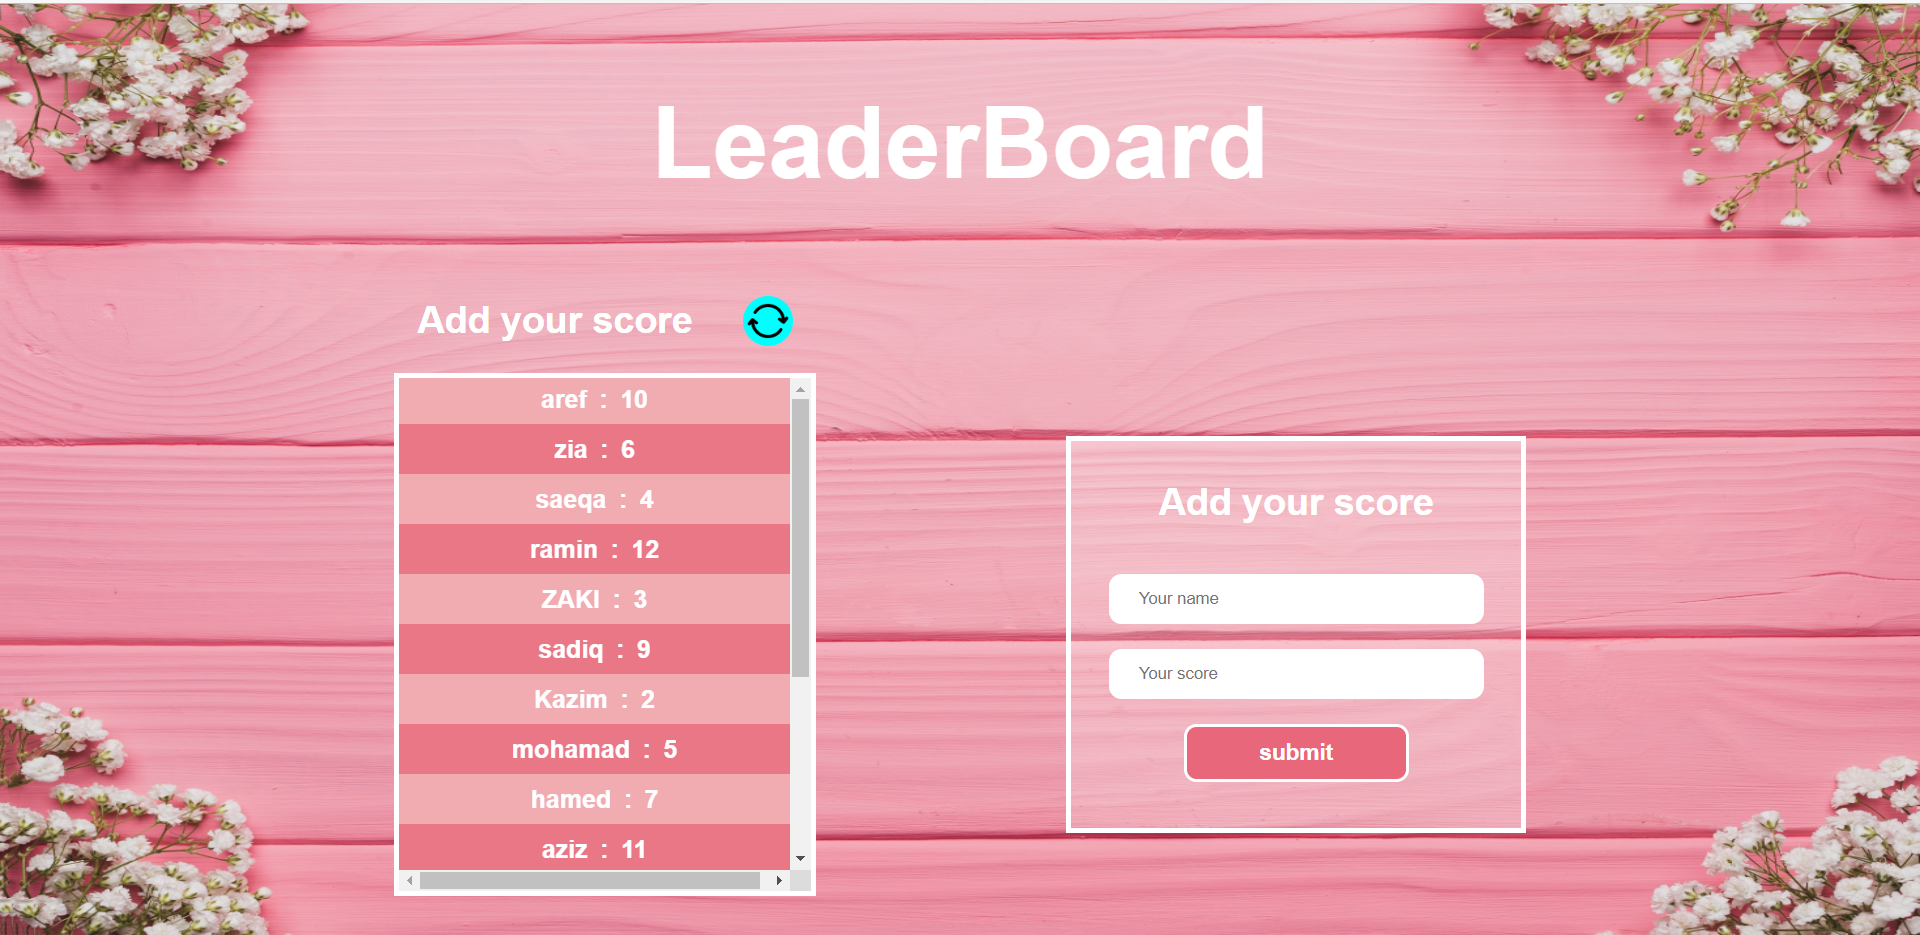 LeaderBoard
Add your score
aref : 10
zia : 6
saeqa : 4
ramin : 12
ZAKI : 3
sadiq : 9
Kazim : 2
mohamad : 5
hamed : 7
aziz : 11
Add your score
Your name
Your score
submit